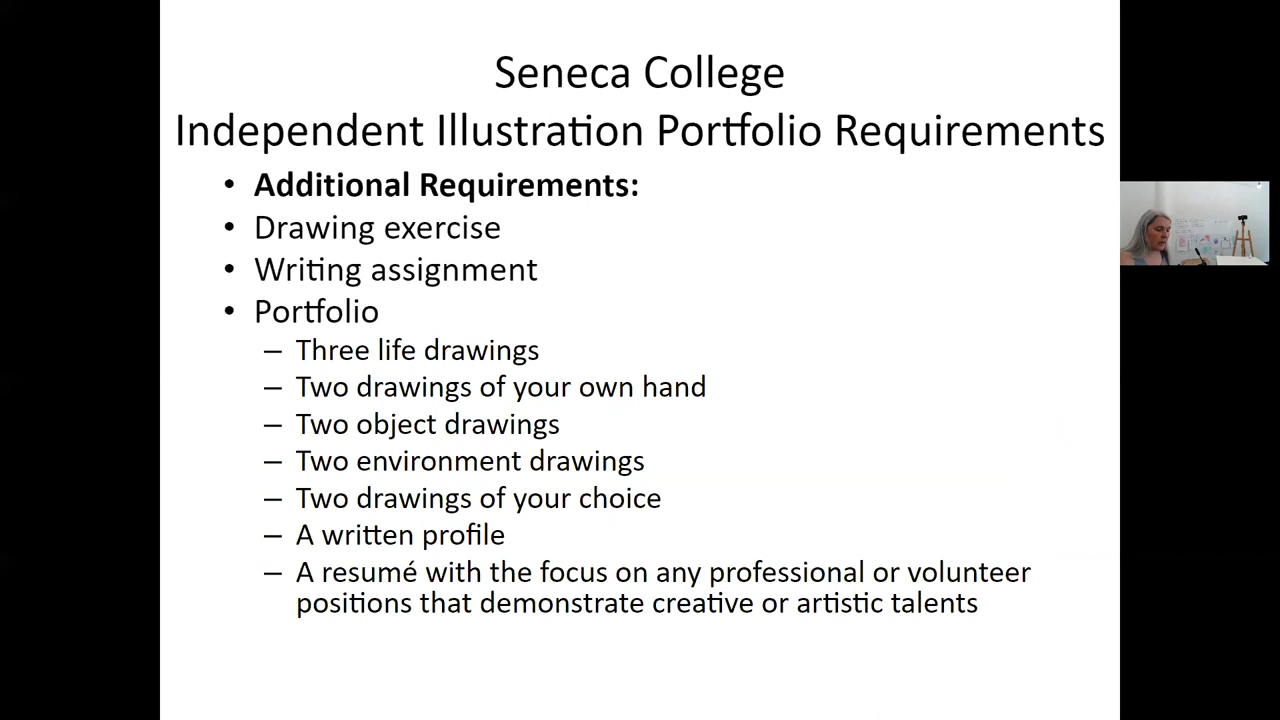 Seneca College
Independent Illustration Portfolio Requirements
• Additional Requirements:
• Drawing exercise
• Writing assignment
• Portfolio
– Three life drawings
– Two drawings of your own hand
– Two object drawings
– Two environment drawings
– Two drawings of your choice
– A written profile
– A resumé with the focus on any professional or volunteer
positions that demonstrate creative or artistic talents